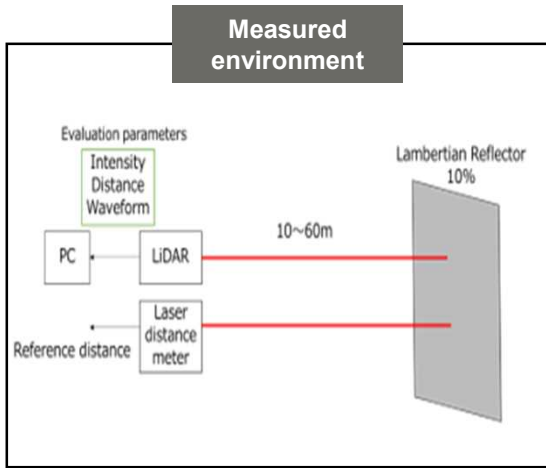 Measured
environment
Evaluation parameters
Intensity
Distance
Waveform
Lambertian Reflector
10%
10～60m
PC
LiDAR
Laser
distance
meter
Reference distance